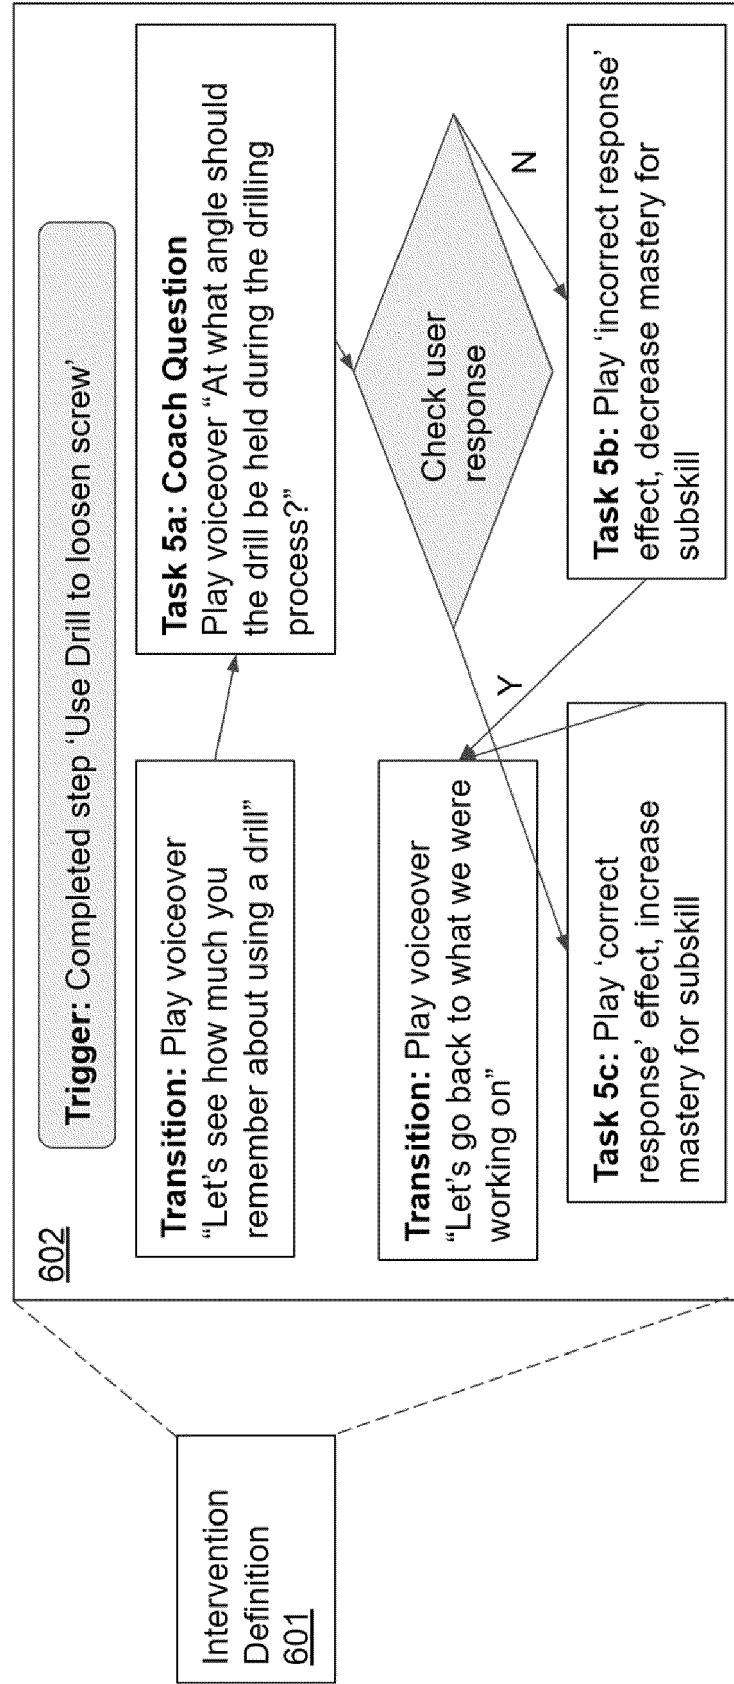 Intervention
Definition
601
602
Trigger: Completed step ‘Use Drill to loosen screw’
Transition: Play voiceover
“Let’s see how much you
remember about using a drill”
Task 5a: Coach Question
Play voiceover “At what angle should
the drill be held during the drilling
process?”
Transition: Play voiceover
“Let’s go back to what we were
working on”
Check user
response
Y
N
Task 5c: Play ‘correct
response’ effect, increase
mastery for subskill
Task 5b: Play ‘incorrect response’
effect, decrease mastery for
subskill